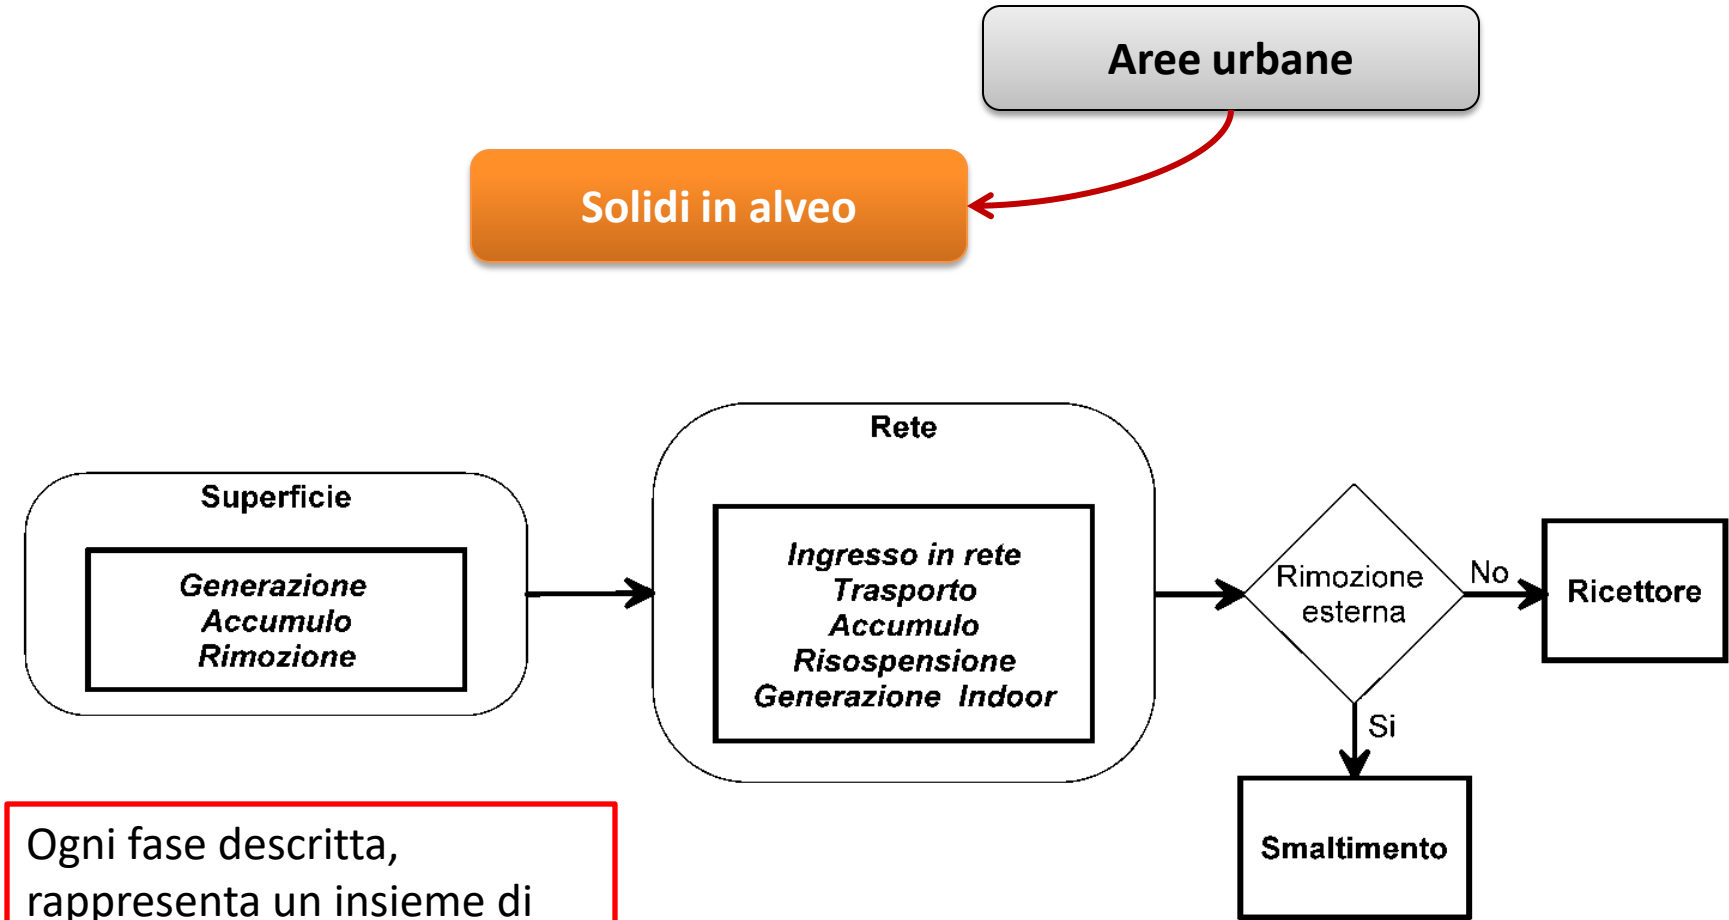 Aree urbane
Solidi in alveo
Superficie
Generazione
Accumulo
Rimozione
Rete
Ingresso in rete
Trasporto
Accumulo
Risospensione
Generazione Indoor
Rimozione
esterna
No
Ricettore
Si
Smaltimento
Ogni fase descritta,
rappresenta un insieme di